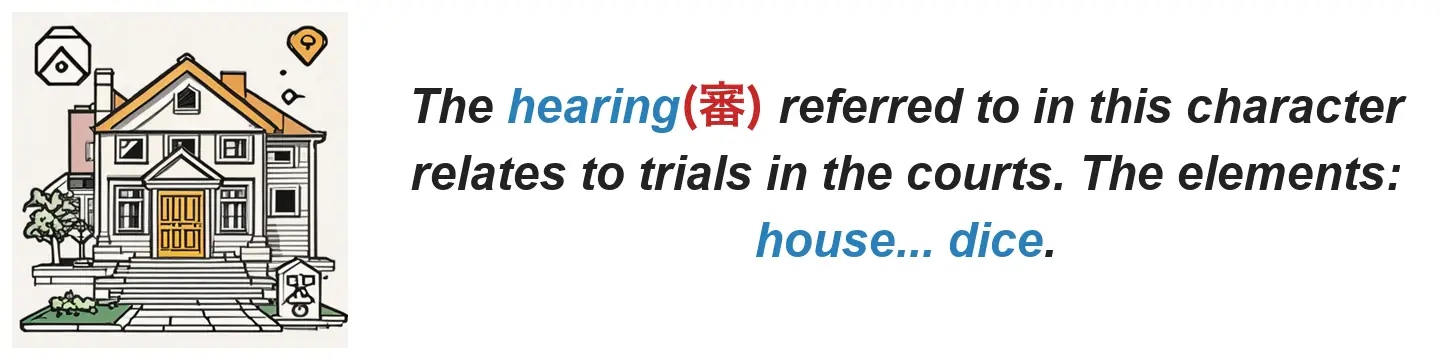 The hearing(審) referred to in this character
relates to trials in the courts. The elements:
house... dice.